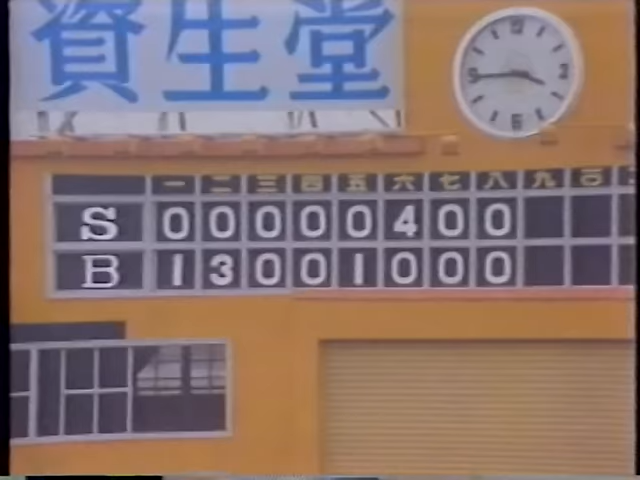 資生堂
一 二 三 四 五 六 七 八 九 十
S 0 0 0 0 0 4 0 0
B 1 3 0 0 1 0 0 0